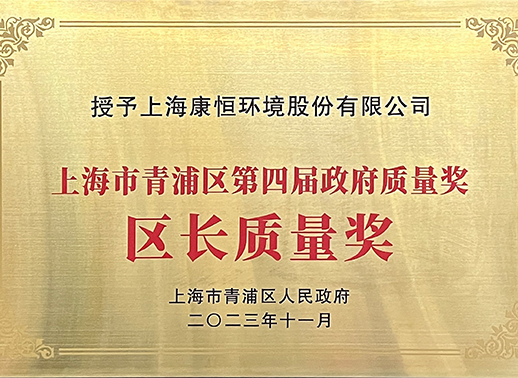 授予上海康恒环境股份有限公司
上海市青浦区第四届政府质量奖
区长质量奖
上海市青浦区人民政府
二〇二三年十一月